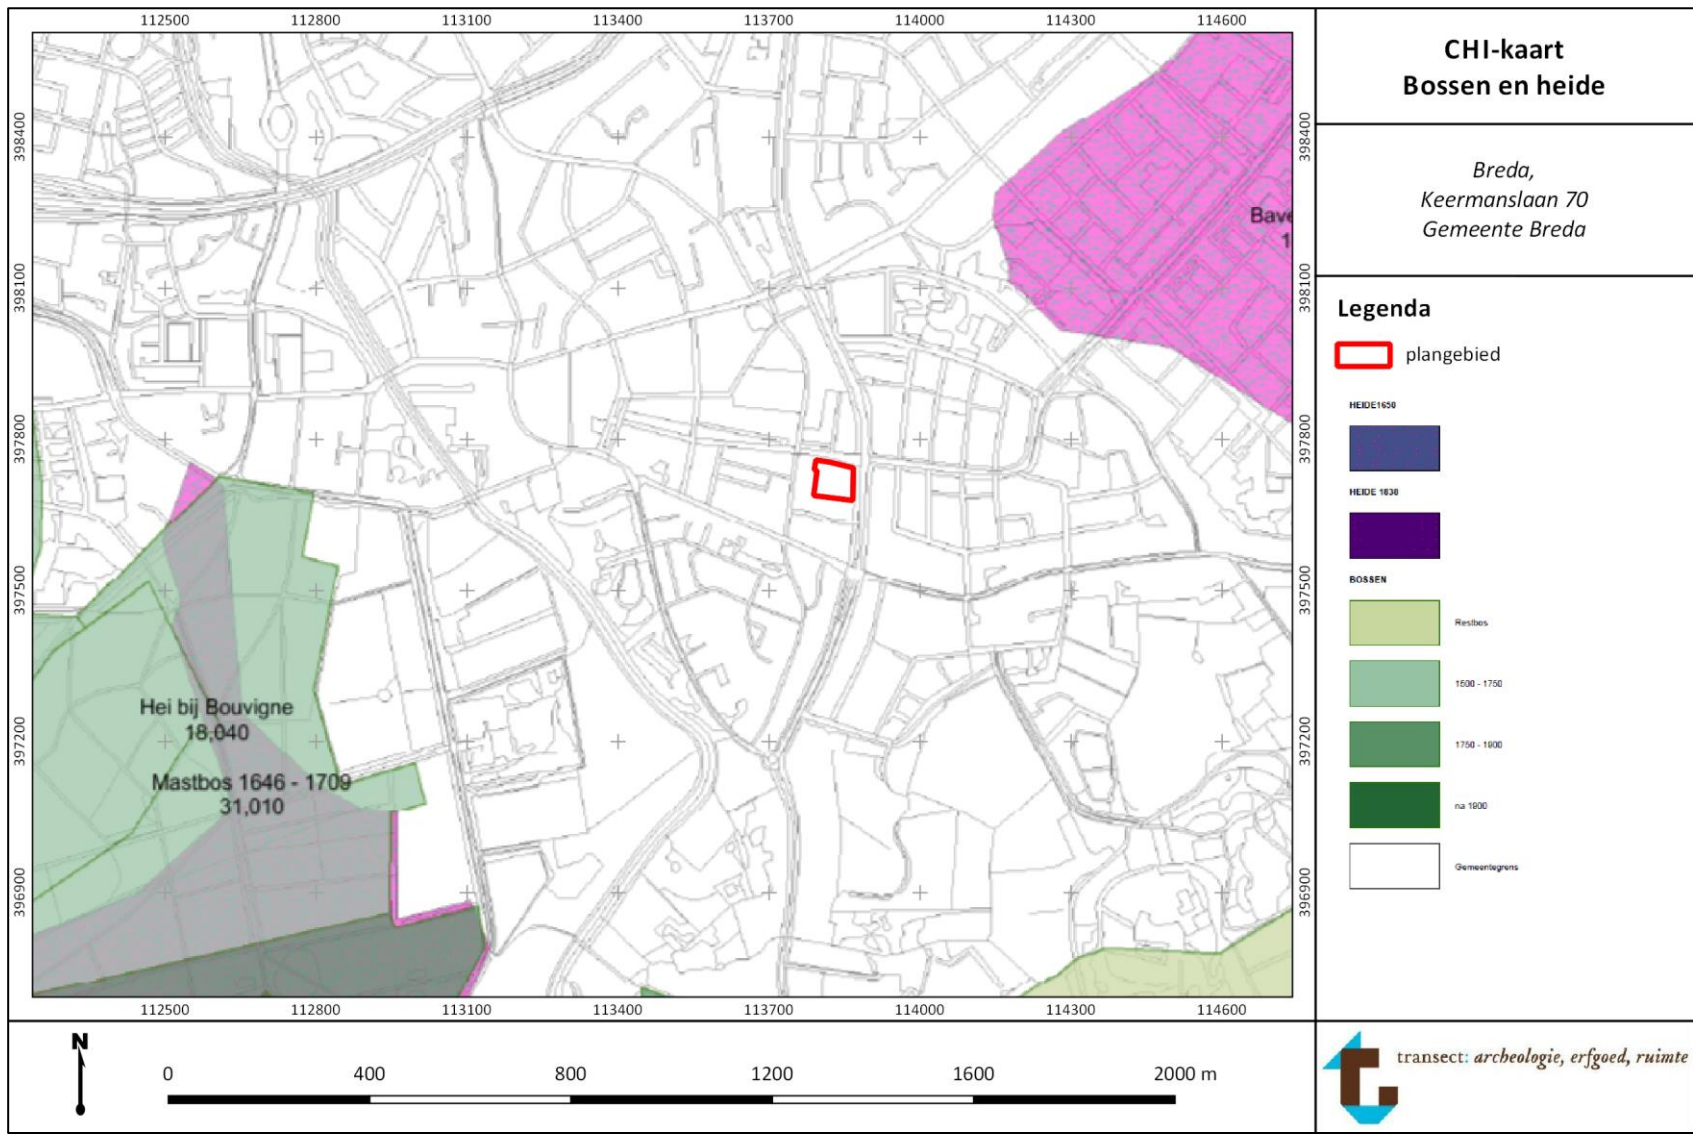 112500 112800 113100 113400 113700 114000 114300 114600
CHI-kaart
Bossen en heide
Breda,
Keermanslaan 70
Gemeente Breda
398400 398400
398100 398100
397800 397800
397500 397500
397200 397200
396900 396900
Bave
1
Hei bij Bouvigne
18,040
Mastbos 1646 - 1709
31,010
Legenda
plangebied
HEIDE1650
HEIDE 1830
BOSSEN
Restbos
1500 - 1750
1750 - 1900
na 1900
Gemeentegrens
112500 112800 113100 113400 113700 114000 114300 114600
N
0 400 800 1200 1600 2000 m
transect: archeologie, erfgoed, ruimte